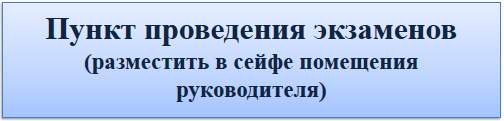 Пункт проведения экзаменов
(разместить в сейфе помещения
руководителя)